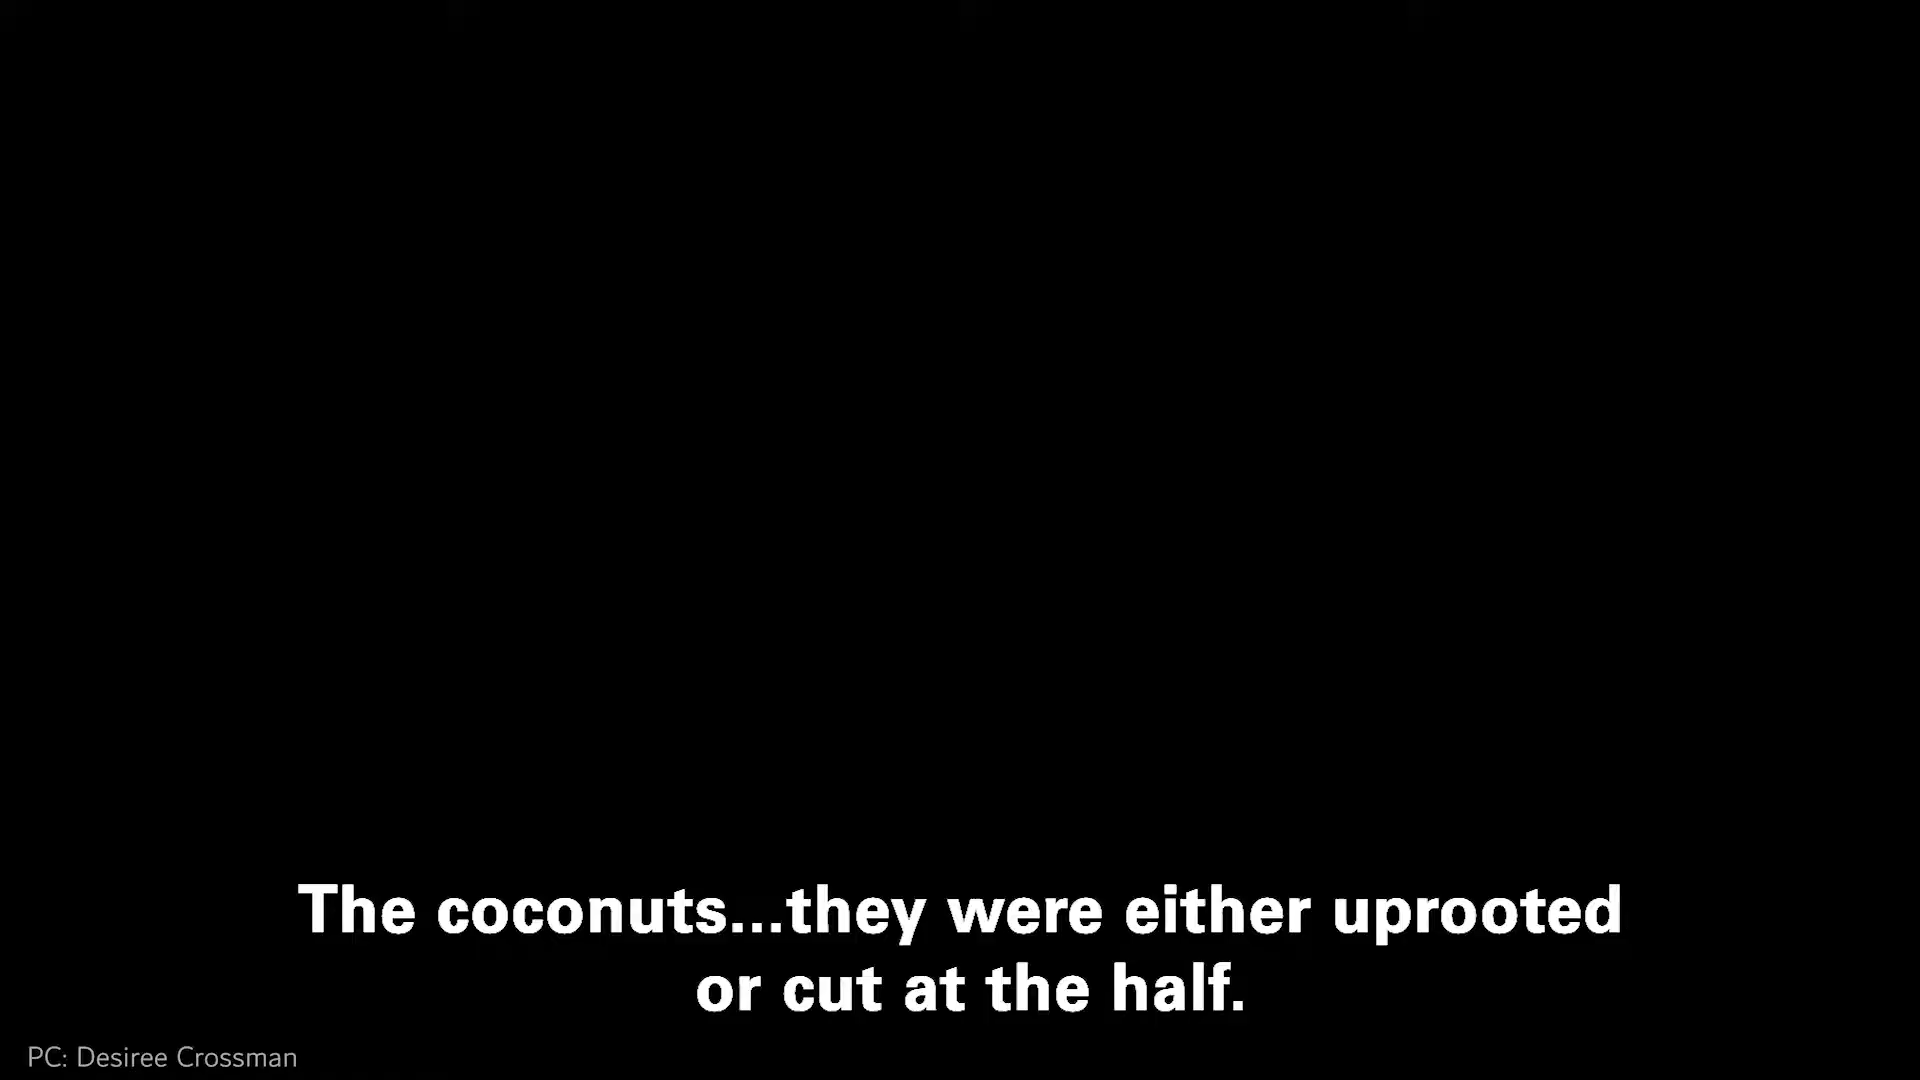 The coconuts...they were either uprooted
or cut at the half.
PC: Desiree Crossman